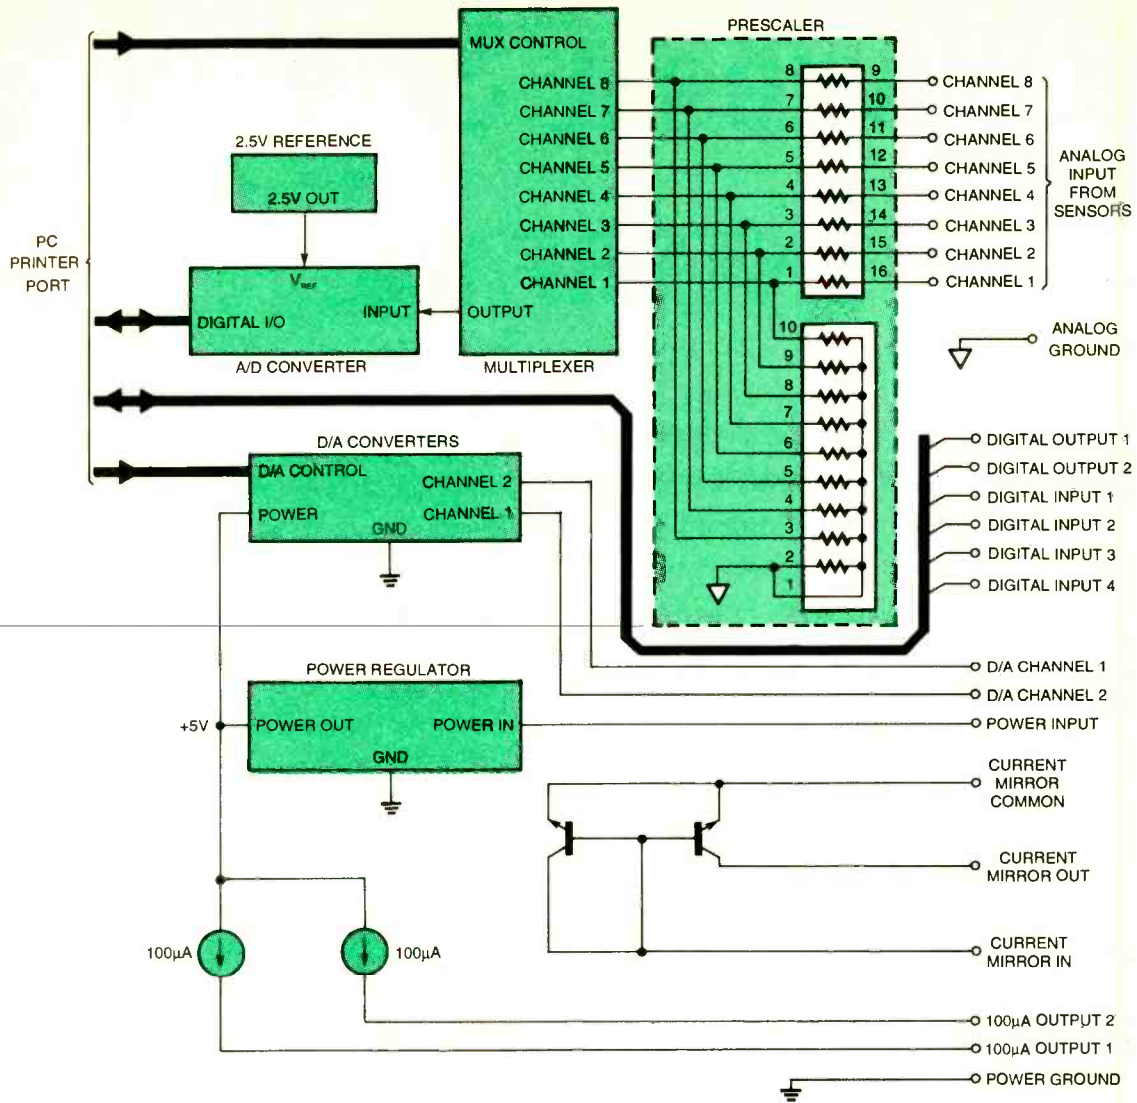 PRESCALER
MUX CONTROL
CHANNEL 8
CHANNEL 7
CHANNEL 6
CHANNEL 5
CHANNEL 4
CHANNEL 3
CHANNEL 2
CHANNEL 1
OUTPUT
MULTIPLEXER
8
7
6
5
4
3
2
1
9
10
11
12
13
14
15
16
CHANNEL 8
CHANNEL 7
CHANNEL 6
CHANNEL 5
CHANNEL 4
CHANNEL 3
CHANNEL 2
CHANNEL 1
ANALOG
INPUT
FROM
SENSORS
2.5V REFERENCE
2.5V OUT
PC
PRINTER
PORT
VREF
INPUT
DIGITAL I/O
A/D CONVERTER
10
9
8
7
6
5
4
3
2
1
ANALOG
GROUND
D/A CONVERTERS
D/A CONTROL
CHANNEL 2
POWER
CHANNEL 1
GND
DIGITAL OUTPUT 1
DIGITAL OUTPUT 2
DIGITAL INPUT 1
DIGITAL INPUT 2
DIGITAL INPUT 3
DIGITAL INPUT 4
D/A CHANNEL 1
D/A CHANNEL 2
POWER REGULATOR
+5V
POWER OUT
POWER IN
GND
POWER INPUT
CURRENT
MIRROR
COMMON
CURRENT
MIRROR OUT
CURRENT
MIRROR IN
100µA
100µA
100µA OUTPUT 2
100µA OUTPUT 1
POWER GROUND